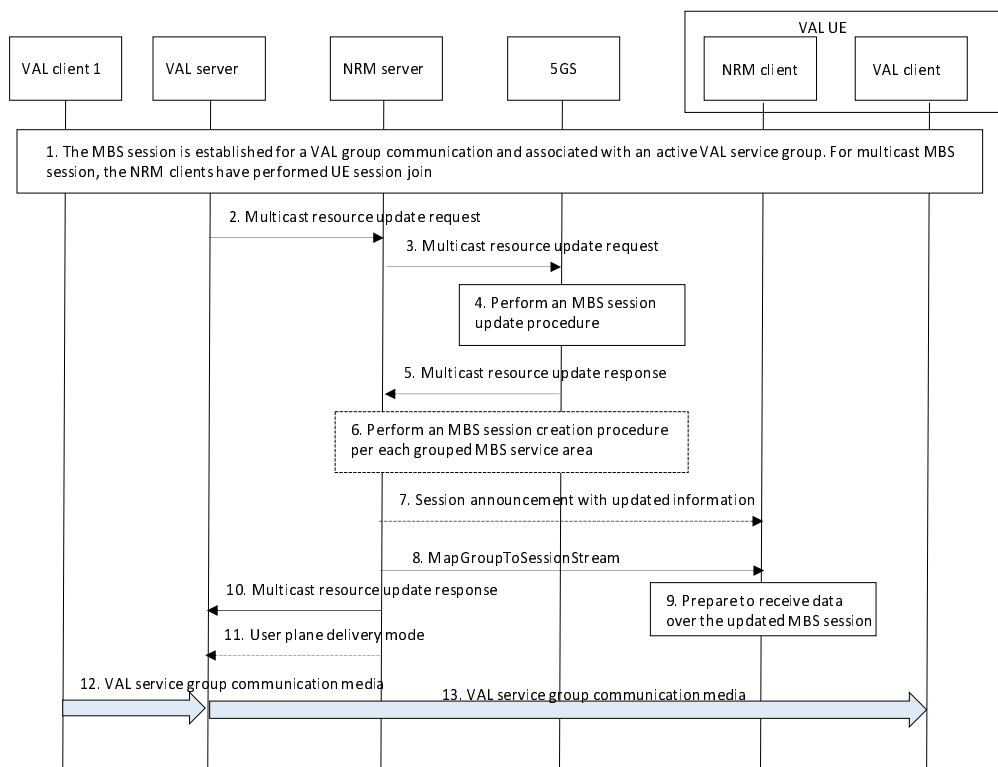 VAL UE
VAL client 1
VAL server
NRM server
5GS
NRM client
VAL client
1. The MBS session is established for a VAL group communication and associated with an active VAL service group. For multicast MBS
session, the NRM clients have performed UE session join
2. Multicast resource update request
3. Multicast resource update request
4. Perform an MBS session
update procedure
5. Multicast resource update response
6. Perform an MBS session creation procedure
per each grouped MBS service area
7. Session announcement with updated information
8. MapGroupToSessionStream
10. Multicast resource update response
9. Prepare to receive data
over the updated MBS session
11. User plane delivery mode
12. VAL service group communication media
13. VAL service group communication media